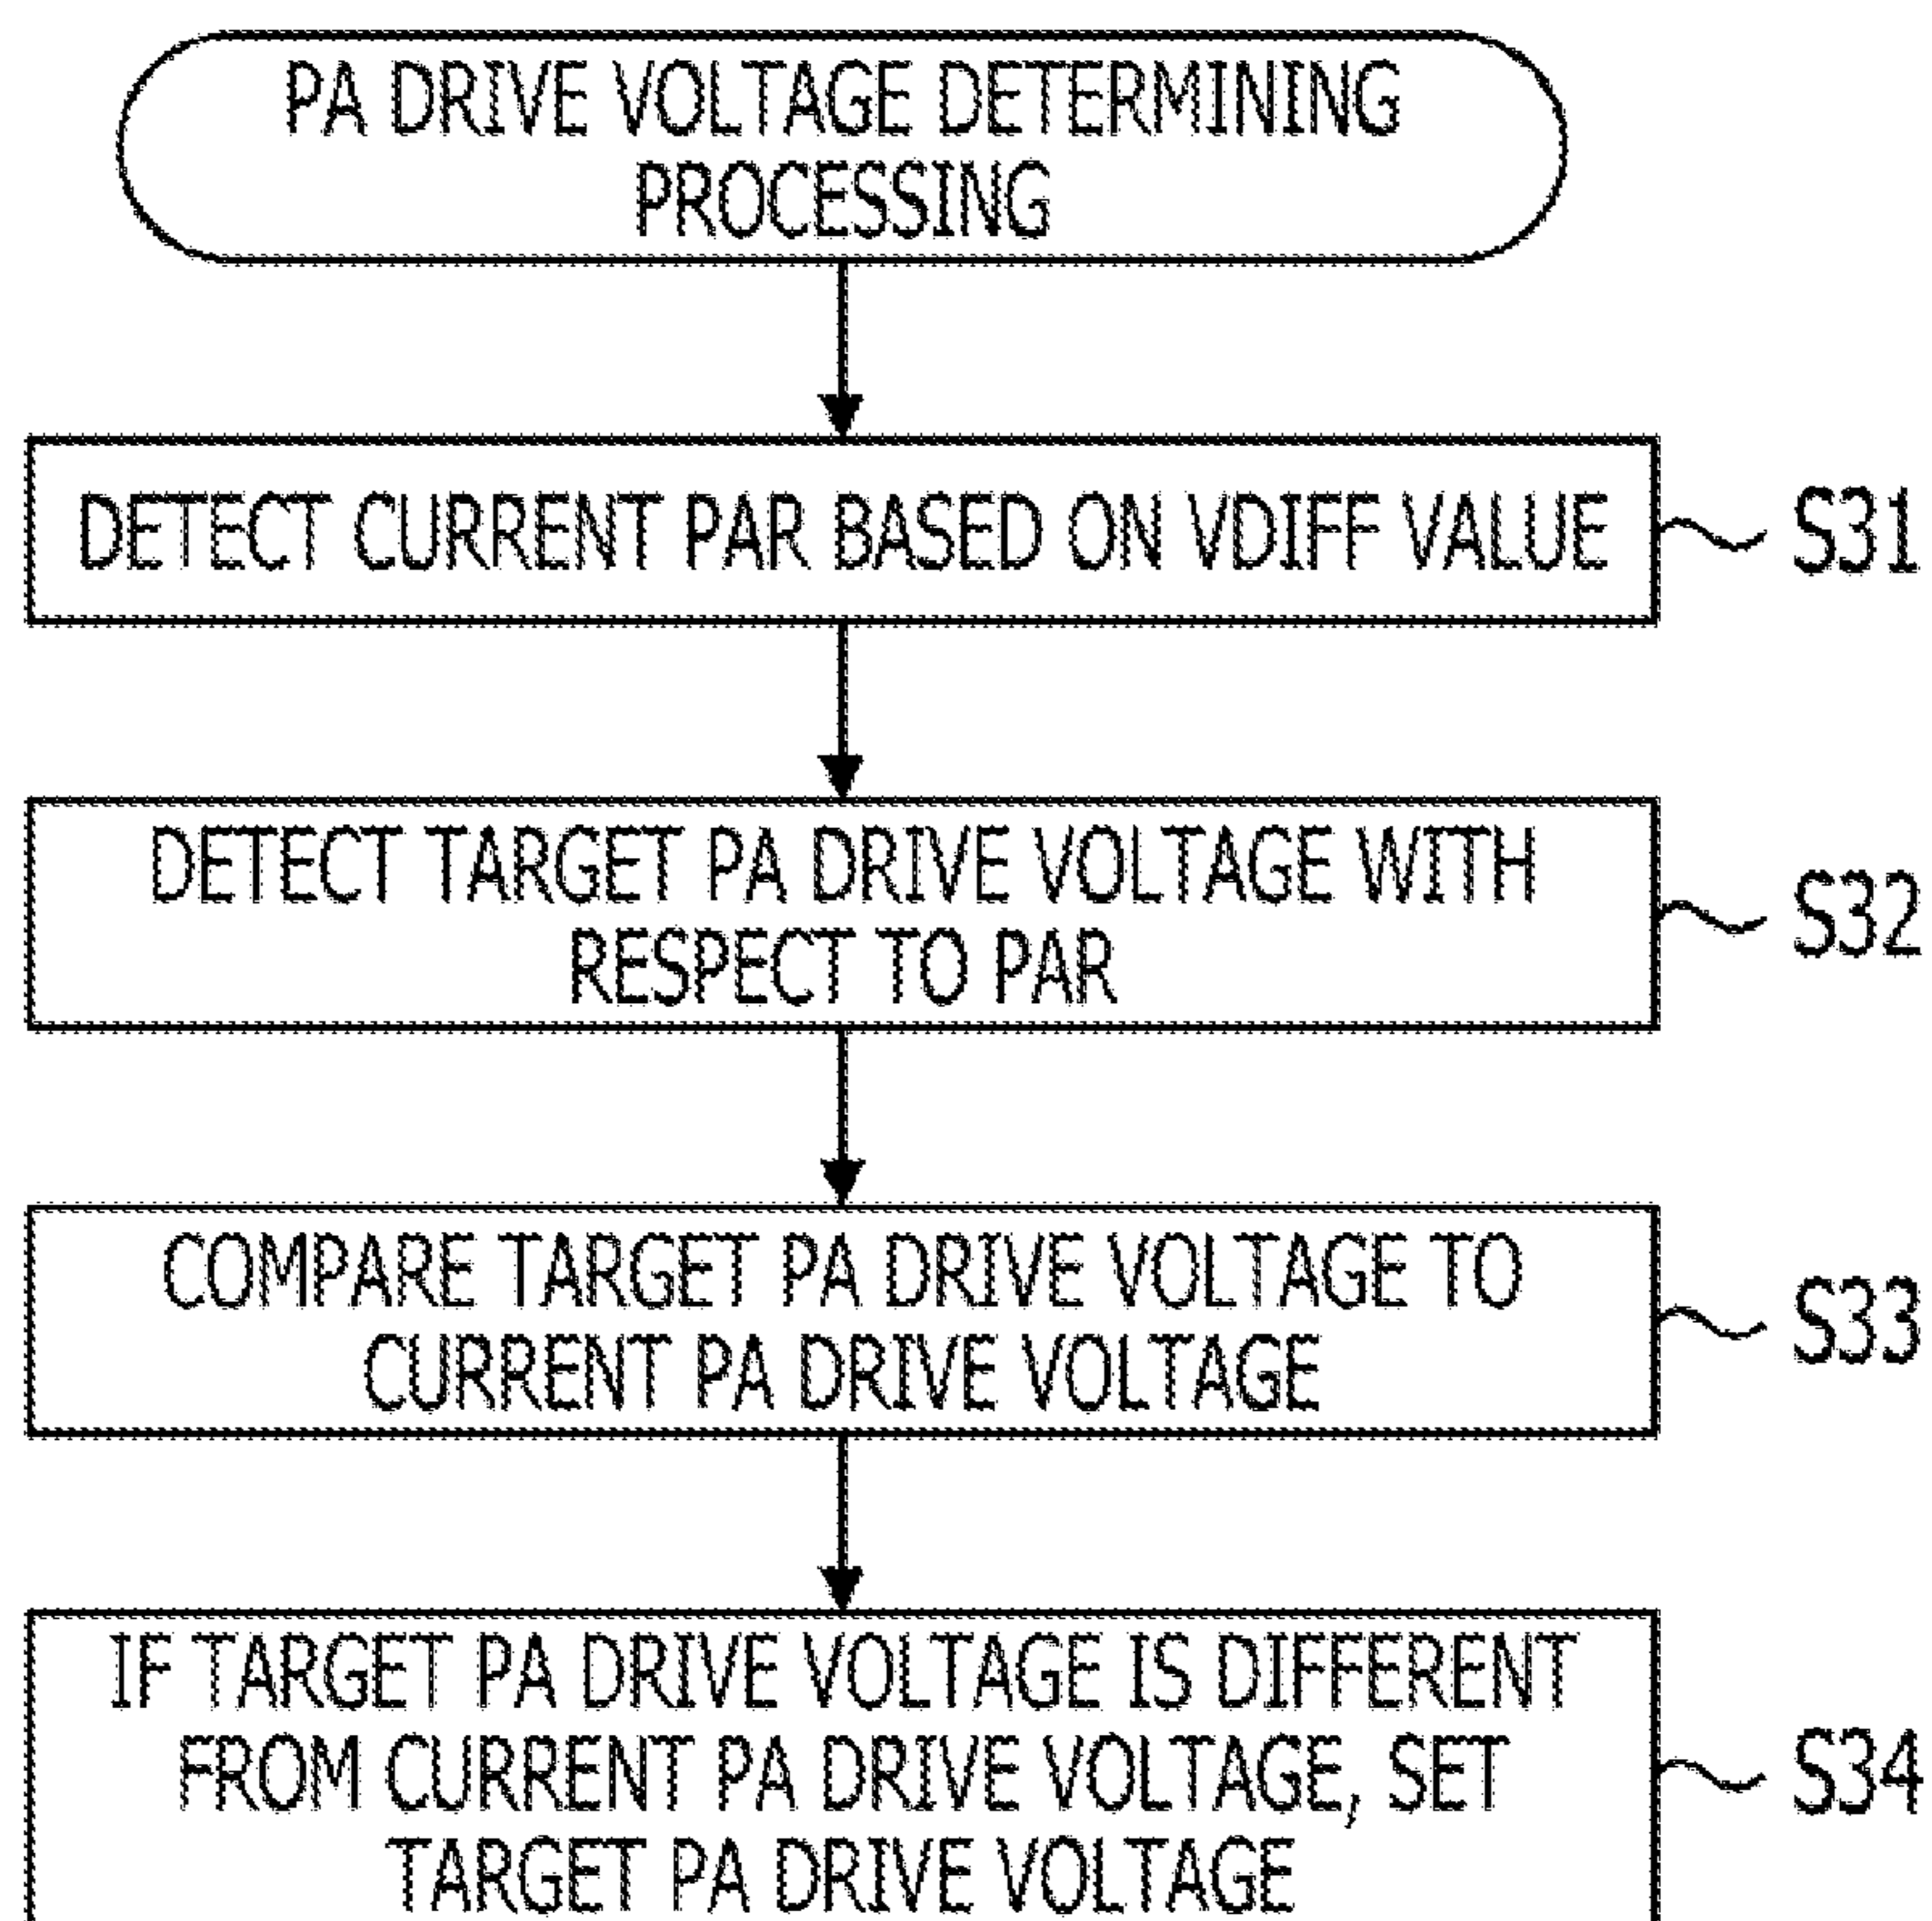 PA DRIVE VOLTAGE DETERMINING
PROCESSING
DETECT CURRENT PAR BASED ON VDIFF VALUE
S31
DETECT TARGET PA DRIVE VOLTAGE WITH
RESPECT TO PAR
S32
COMPARE TARGET PA DRIVE VOLTAGE TO
CURRENT PA DRIVE VOLTAGE
S33
IF TARGET PA DRIVE VOLTAGE IS DIFFERENT
FROM CURRENT PA DRIVE VOLTAGE, SET
TARGET PA DRIVE VOLTAGE
S34